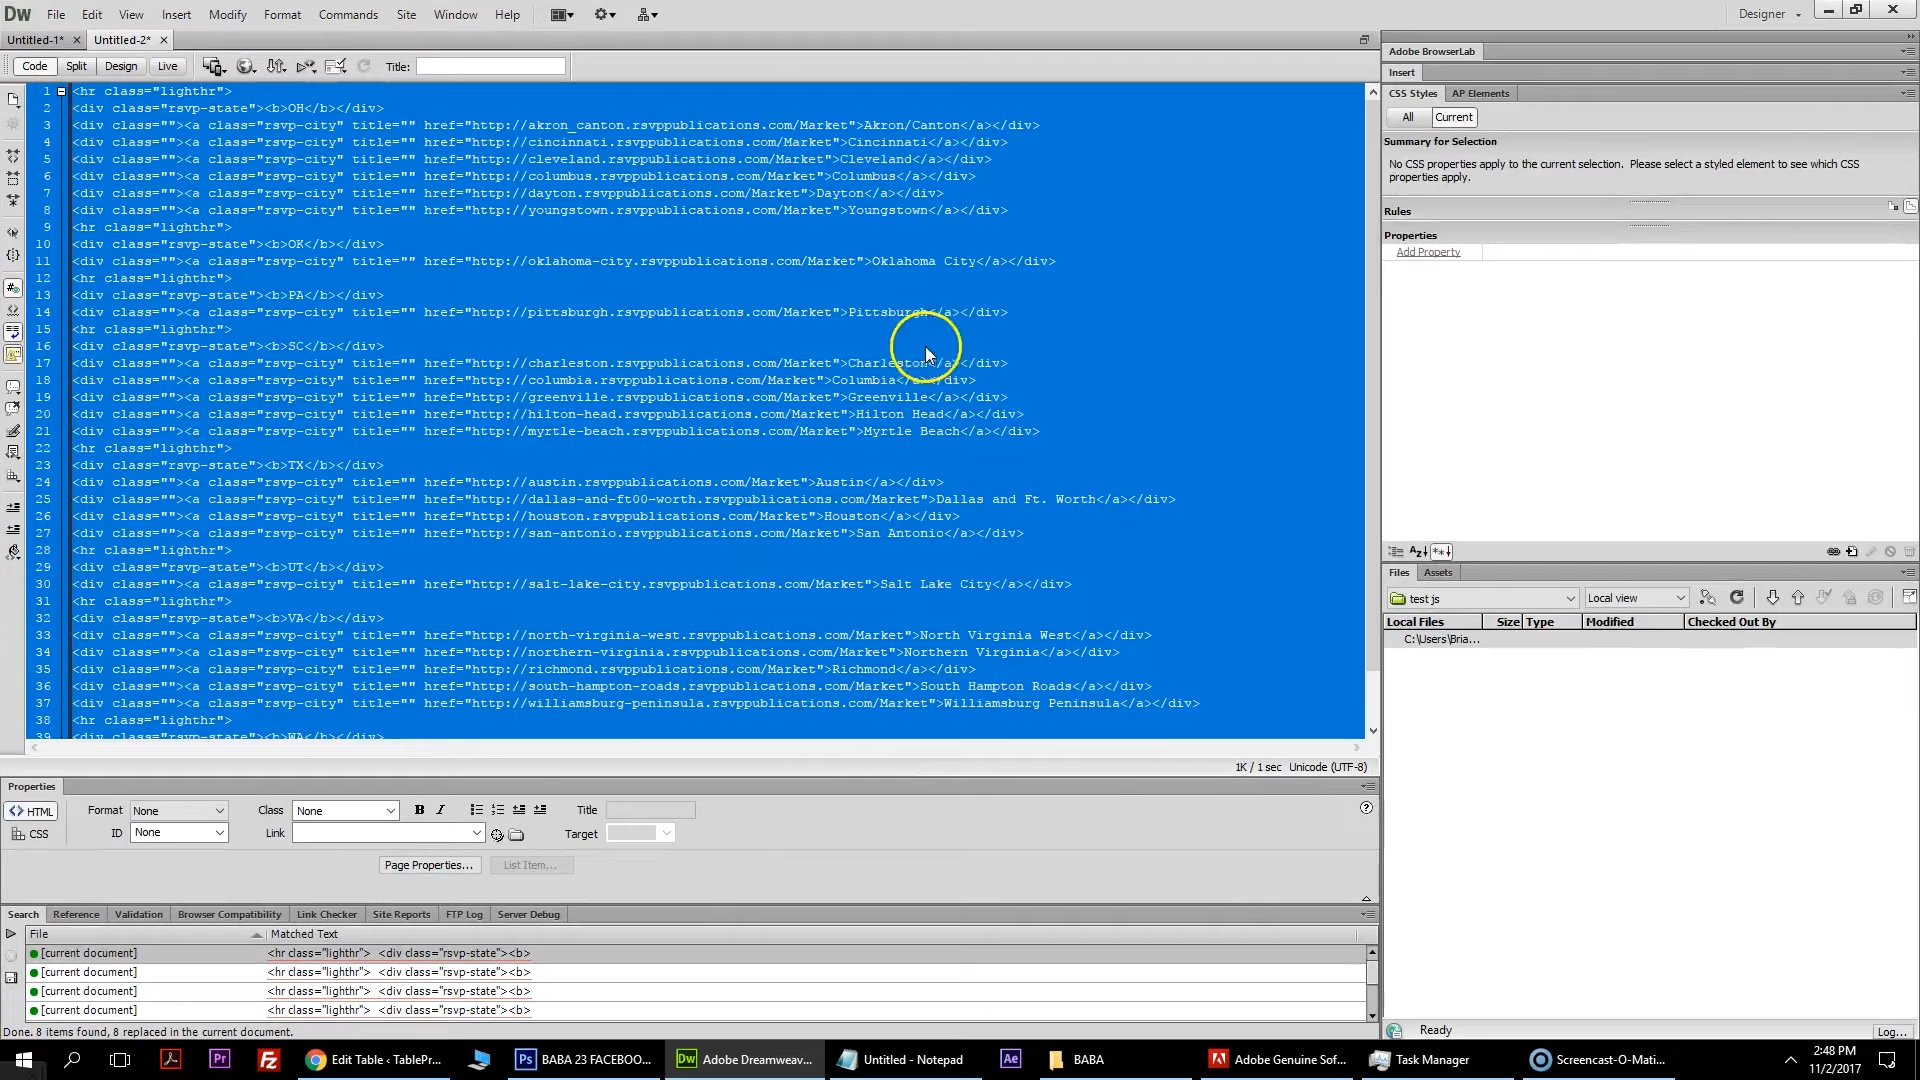 Dw File Edit View Insert Modify Format Commands Site Window Help Designer
Untitled-1* Untitled-2*
Code Split Design Live Title:
1 <hr class="lighthr">
2 <div class="rsvp-state"><b>OH</b></div>
3 <div class=""><a class="rsvp-city" title="" href="http://akron_canton.rsvppublications.com/Market">Akron/Canton</a></div>
4 <div class=""><a class="rsvp-city" title="" href="http://cincinnati.rsvppublications.com/Market">Cincinnati</a></div>
5 <div class=""><a class="rsvp-city" title="" href="http://cleveland.rsvppublications.com/Market">Cleveland</a></div>
6 <div class=""><a class="rsvp-city" title="" href="http://columbus.rsvppublications.com/Market">Columbus</a></div>
7 <div class=""><a class="rsvp-city" title="" href="http://dayton.rsvppublications.com/Market">Dayton</a></div>
8 <div class=""><a class="rsvp-city" title="" href="http://youngstown.rsvppublications.com/Market">Youngstown</a></div>
9 <hr class="lighthr">
10 <div class="rsvp-state"><b>OK</b></div>
11 <div class=""><a class="rsvp-city" title="" href="http://oklahoma-city.rsvppublications.com/Market">Oklahoma City</a></div>
12 <hr class="lighthr">
13 <div class="rsvp-state"><b>PA</b></div>
14 <div class=""><a class="rsvp-city" title="" href="http://pittsburgh.rsvppublications.com/Market">Pittsburgh</a></div>
15 <hr class="lighthr">
16 <div class="rsvp-state"><b>SC</b></div>
17 <div class=""><a class="rsvp-city" title="" href="http://charleston.rsvppublications.com/Market">Charleston</a></div>
18 <div class=""><a class="rsvp-city" title="" href="http://columbia.rsvppublications.com/Market">Columbia</a></div>
19 <div class=""><a class="rsvp-city" title="" href="http://greenville.rsvppublications.com/Market">Greenville</a></div>
20 <div class=""><a class="rsvp-city" title="" href="http://hilton-head.rsvppublications.com/Market">Hilton Head</a></div>
21 <div class=""><a class="rsvp-city" title="" href="http://myrtle-beach.rsvppublications.com/Market">Myrtle Beach</a></div>
22 <hr class="lighthr">
23 <div class="rsvp-state"><b>TX</b></div>
24 <div class=""><a class="rsvp-city" title="" href="http://austin.rsvppublications.com/Market">Austin</a></div>
25 <div class=""><a class="rsvp-city" title="" href="http://dallas-and-ft00-worth.rsvppublications.com/Market">Dallas and Ft. Worth</a></div>
26 <div class=""><a class="rsvp-city" title="" href="http://houston.rsvppublications.com/Market">Houston</a></div>
27 <div class=""><a class="rsvp-city" title="" href="http://san-antonio.rsvppublications.com/Market">San Antonio</a></div>
28 <hr class="lighthr">
29 <div class="rsvp-state"><b>UT</b></div>
30 <div class=""><a class="rsvp-city" title="" href="http://salt-lake-city.rsvppublications.com/Market">Salt Lake City</a></div>
31 <hr class="lighthr">
32 <div class="rsvp-state"><b>VA</b></div>
33 <div class=""><a class="rsvp-city" title="" href="http://north-virginia-west.rsvppublications.com/Market">North Virginia West</a></div>
34 <div class=""><a class="rsvp-city" title="" href="http://northern-virginia.rsvppublications.com/Market">Northern Virginia</a></div>
35 <div class=""><a class="rsvp-city" title="" href="http://richmond.rsvppublications.com/Market">Richmond</a></div>
36 <div class=""><a class="rsvp-city" title="" href="http://south-hampton-roads.rsvppublications.com/Market">South Hampton Roads</a></div>
37 <div class=""><a class="rsvp-city" title="" href="http://williamsburg-peninsula.rsvppublications.com/Market">Williamsburg Peninsula</a></div>
38 <hr class="lighthr">
39 <div class="rsvp-state"><b>WA</b></div>
1K / 1 sec Unicode (UTF-8)
Adobe BrowserLab
Insert
CSS Styles AP Elements
All Current
Summary for Selection
No CSS properties apply to the current selection. Please select a styled element to see which CSS
properties apply.
Rules
Properties
Add Property
Files Assets
test js Local view
Local Files Size Type Modified Checked Out By
C:\Users\Bria...
Ready Log...
Properties
<> HTML Format None Class None B I Title
CSS ID None Link Target
Page Properties... List Item...
Search Reference Validation Browser Compatibility Link Checker Site Reports FTP Log Server Debug
File Matched Text
[current document] <hr class="lighthr"> <div class="rsvp-state"><b>
[current document] <hr class="lighthr"> <div class="rsvp-state"><b>
[current document] <hr class="lighthr"> <div class="rsvp-state"><b>
[current document] <hr class="lighthr"> <div class="rsvp-state"><b>
Done. 8 items found, 8 replaced in the current document.
Pr Fz Edit Table ‹ TablePr... Ps BABA 23 FACEBOO... Dw Adobe Dreamweav... Untitled - Notepad Ae BABA Adobe Genuine Sof... Task Manager Screencast-O-Mati... 2:48 PM
11/2/2017